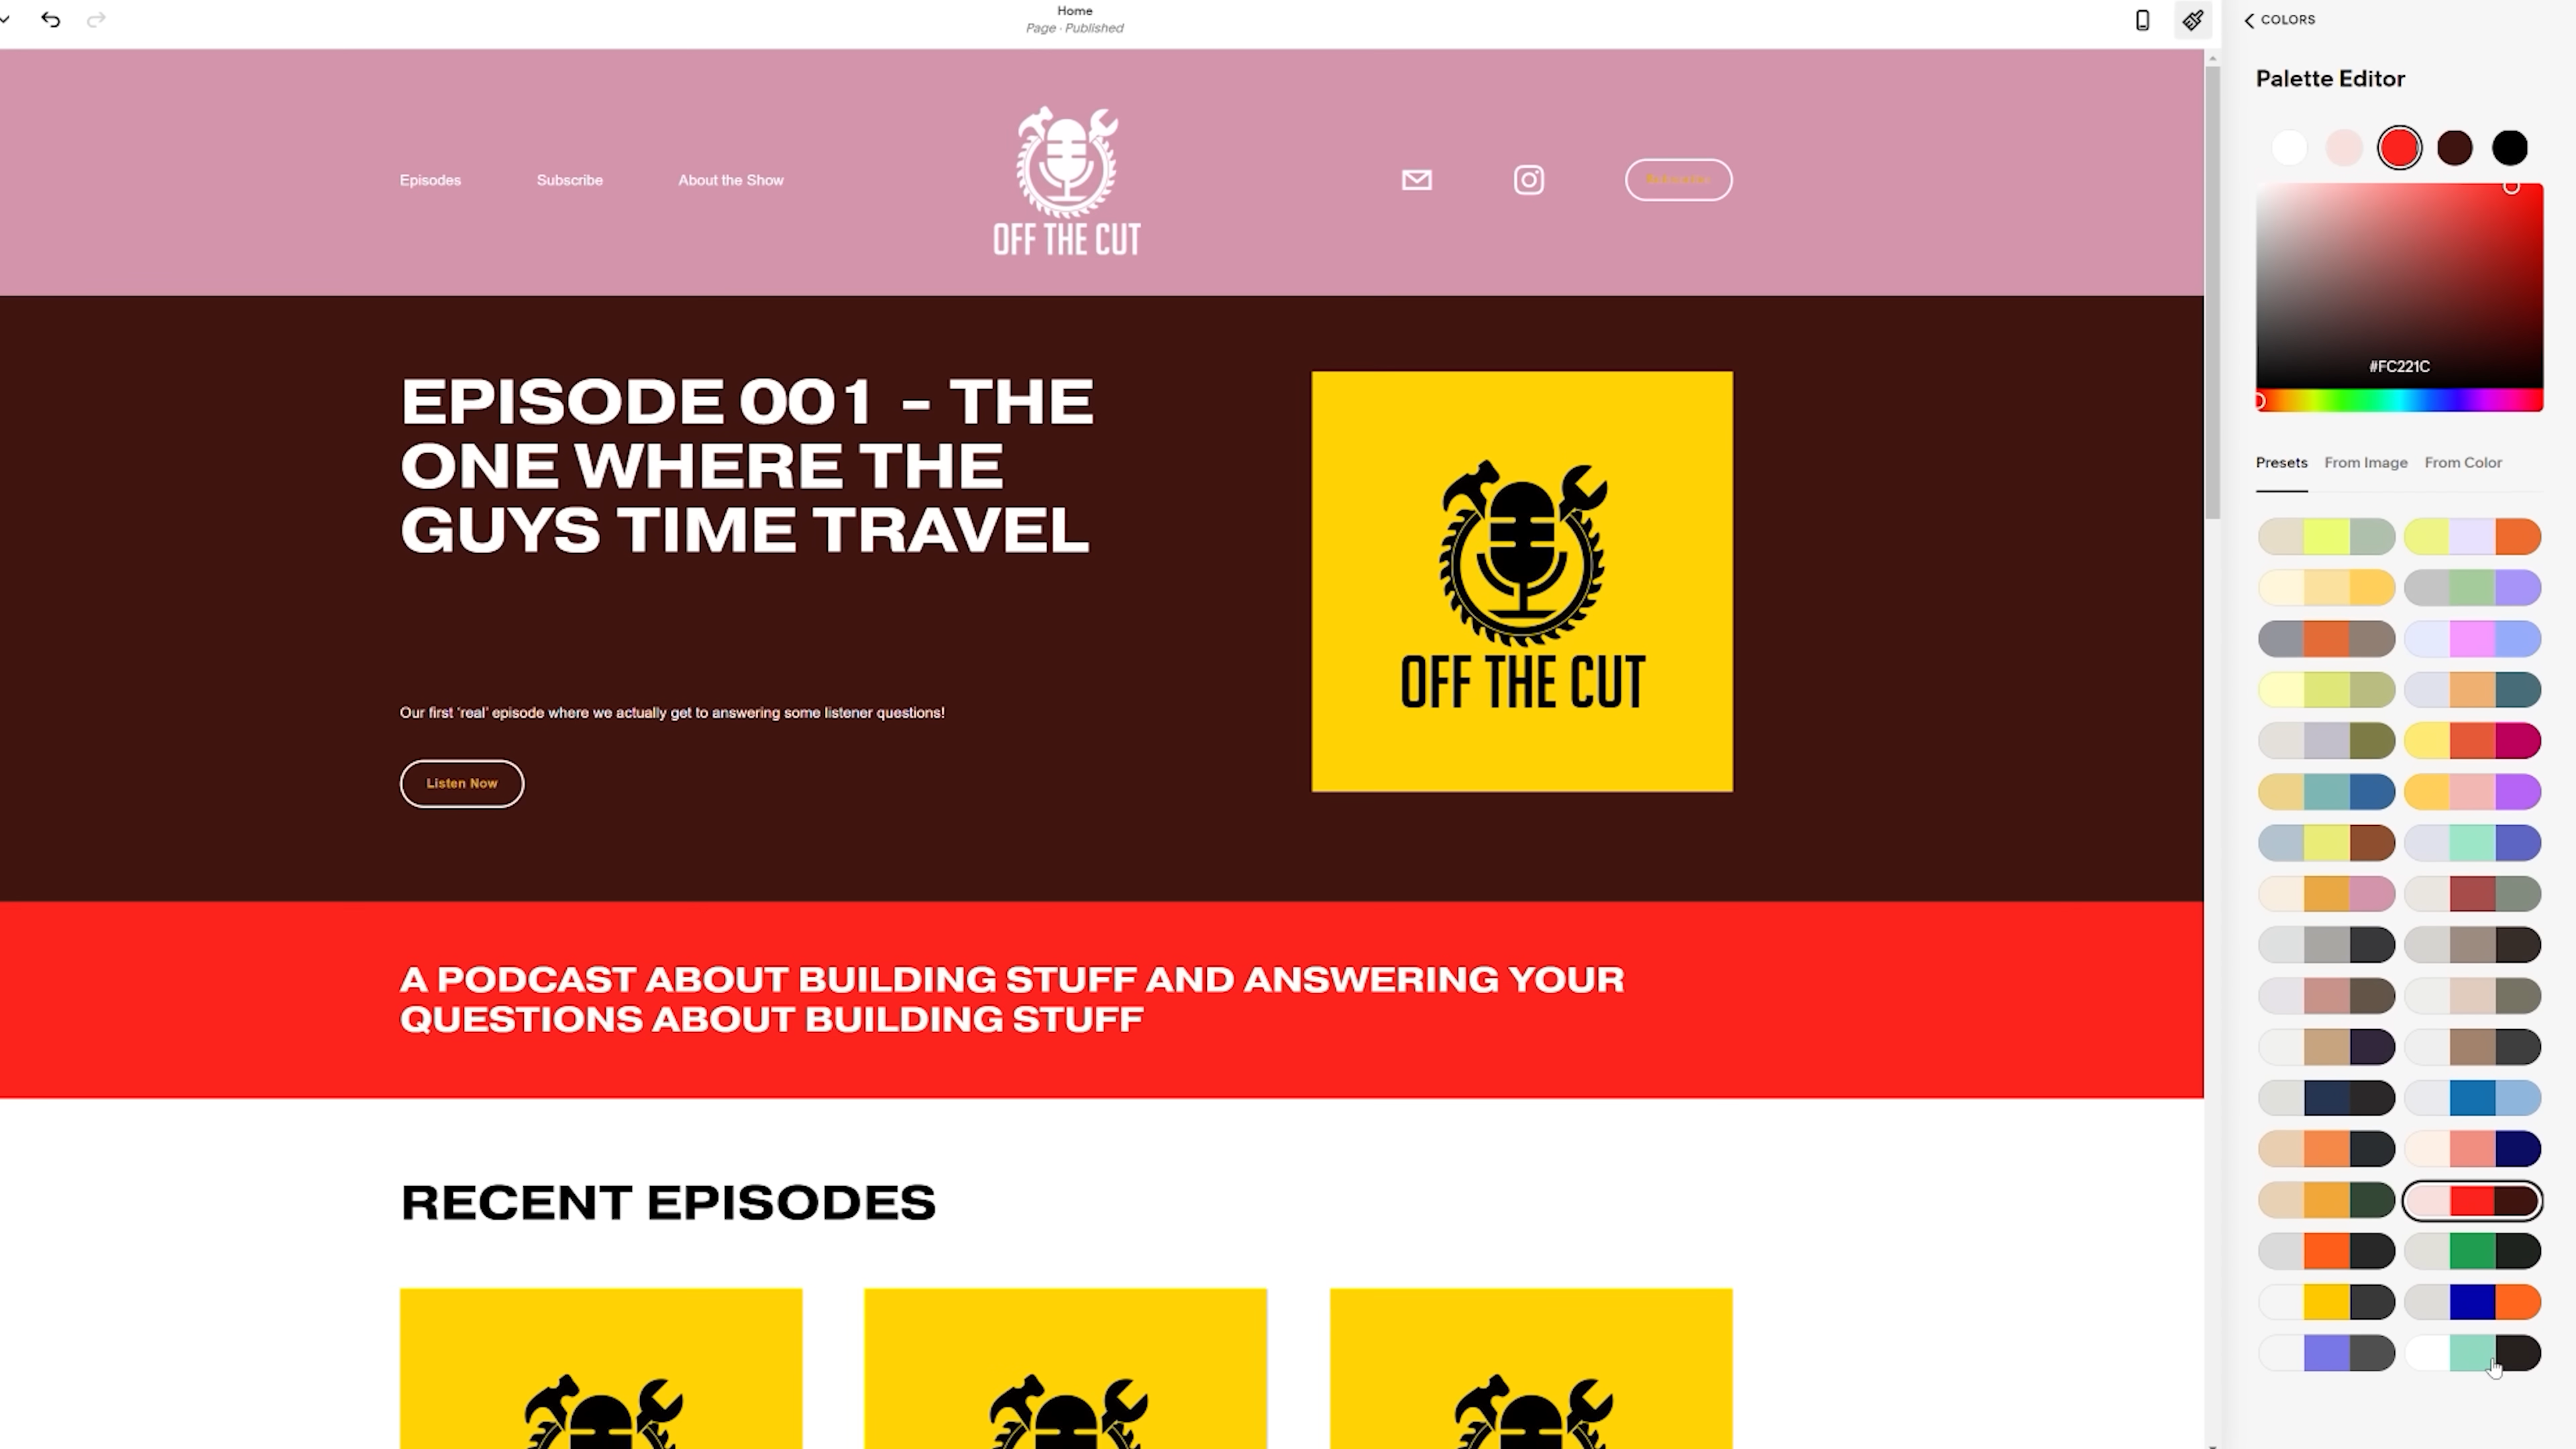 Home
Page · Published
COLORS
Palette Editor
Episodes
Subscribe
About the Show
OFF THE CUT
#FC221C
EPISODE 001 – THE
ONE WHERE THE
GUYS TIME TRAVEL
OFF THE CUT
Our first 'real' episode where we actually get to answering some listener questions!
Listen Now
Presets
From Image
From Color
A PODCAST ABOUT BUILDING STUFF AND ANSWERING YOUR
QUESTIONS ABOUT BUILDING STUFF
RECENT EPISODES